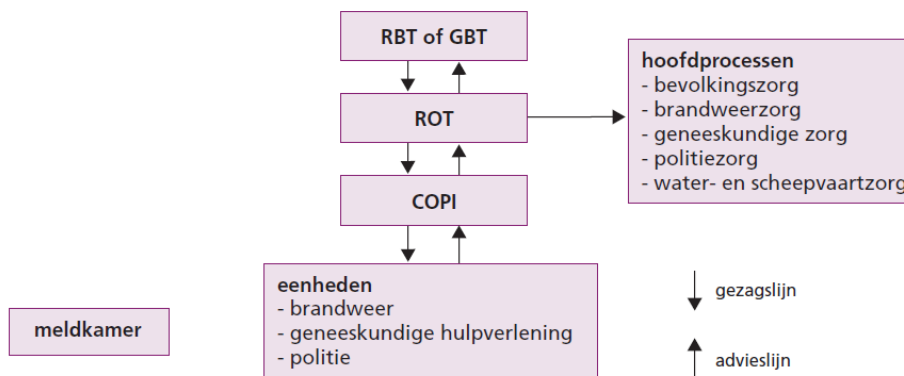 RBT of GBT
ROT
COPI
hoofdprocessen
- bevolkingszorg
- brandweerzorg
- geneeskundige zorg
- politiezorg
- water- en scheepvaartzorg
eenheden
- brandweer
- geneeskundige hulpverlening
- politie
meldkamer
gezagslijn
advieslijn